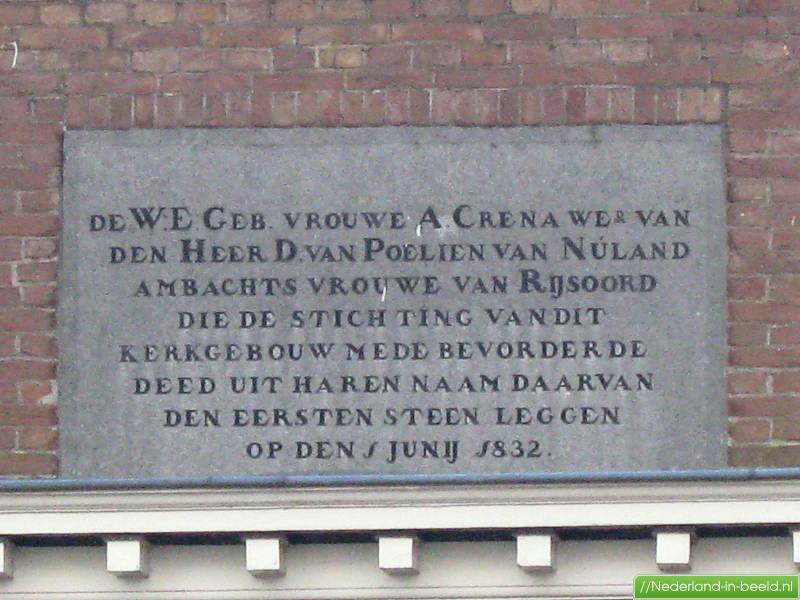 DE W: E. GEB. VROUWE A. CRENA WE^R VAN
DEN HEER D. VAN POELIEN VAN NÚLAND
AMBACHTS VROUWE VAN RIJSOORD
DIE DE STICHTING VAN DIT
KERKGEBOUW MEDE BEVORDERDE
DEED UIT HAREN NAAM DAARVAN
DEN EERSTEN STEEN LEGGEN
OP DEN 1 JUNIJ 1832.
//Nederland-in-beeld.nl